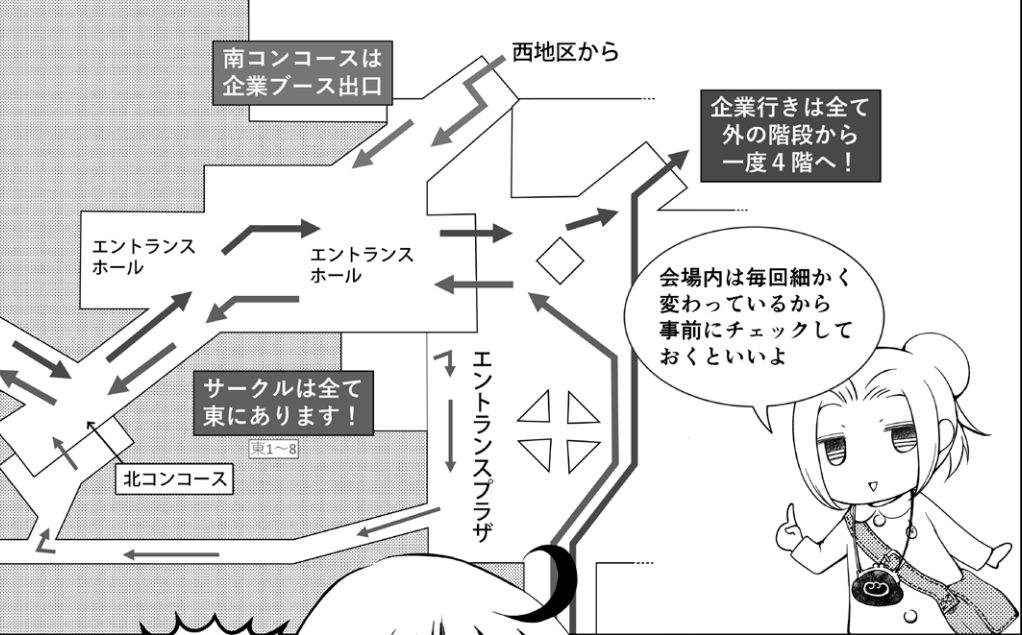 南コンコースは
企業ブース出口
西地区から
企業行きは全て
外の階段から
一度4階へ！
エントランス
ホール
エントランス
ホール
会場内は毎回細かく
変わっているから
事前にチェックして
おくといいよ
サークルは全て
東にあります！
東1～8
北コンコース
エントランスプラザ